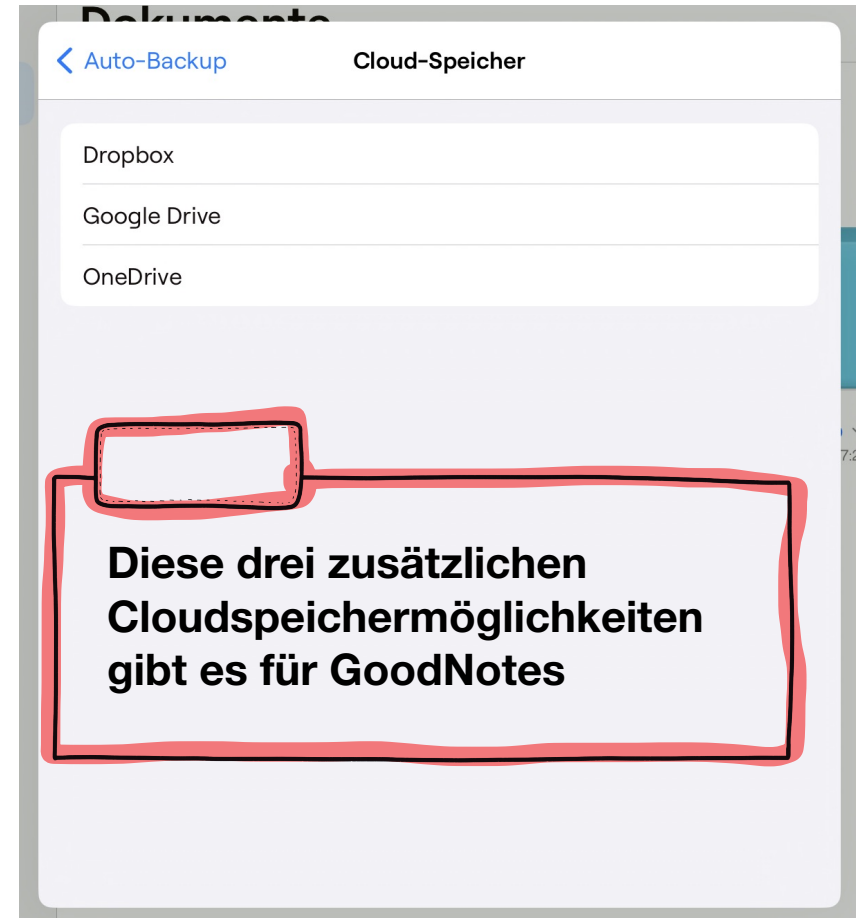 Dokumente
Auto-Backup
Cloud-Speicher
Dropbox
Google Drive
OneDrive
Diese drei zusätzlichen
Cloudspeichermöglichkeiten
gibt es für GoodNotes